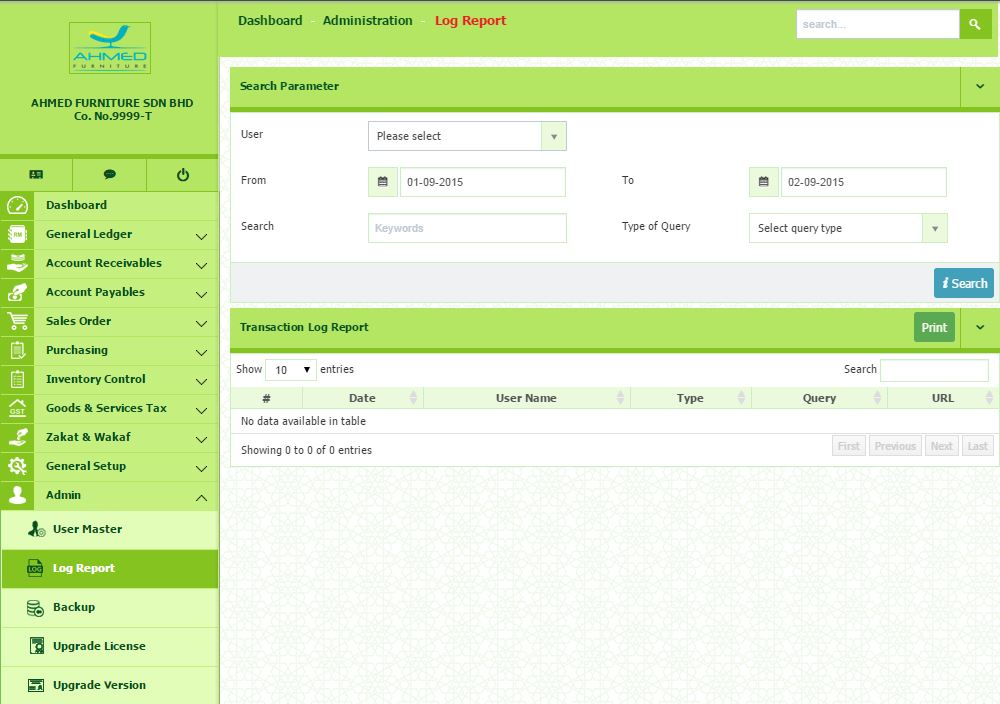 Dashboard - Administration - Log Report
search...
AHMED
FURNITURE
AHMED FURNITURE SDN BHD
Co. No.9999-T
Dashboard
RM
General Ledger
Account Receivables
Account Payables
Sales Order
Purchasing
Inventory Control
GST
Goods & Services Tax
Zakat & Wakaf
General Setup
Admin
User Master
LOG
Log Report
Backup
Upgrade License
Upgrade Version
Search Parameter
User
Please select
From
01-09-2015
To
02-09-2015
Search
Keywords
Type of Query
Select query type
i Search
Transaction Log Report
Print
Show 10 entries
Search
# Date User Name Type Query URL
No data available in table
Showing 0 to 0 of 0 entries
First Previous Next Last